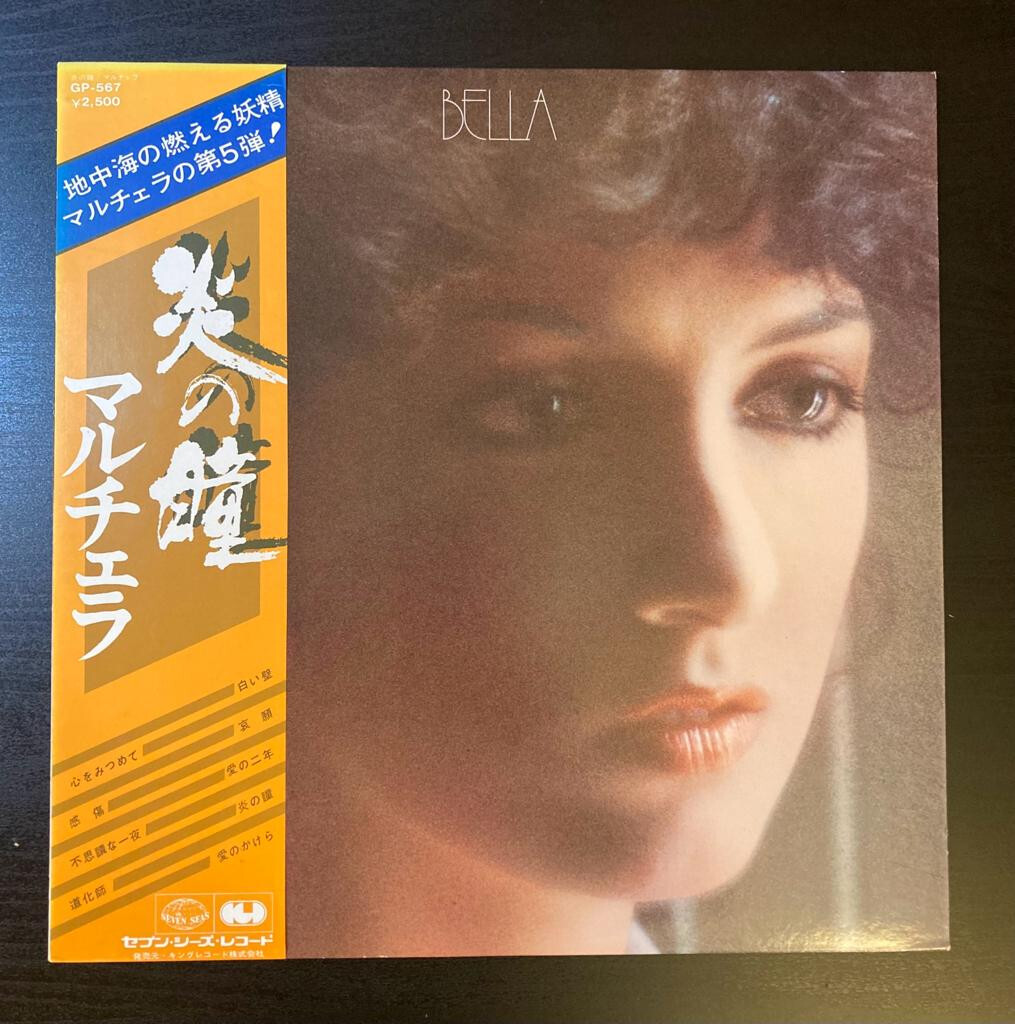 炎の瞳/マルチェラ
GP-567
¥2,500
地中海の燃える妖精
マルチェラの第5弾!
炎の瞳
マルチェラ
白い壁
心をみつめて
哀願
感傷
愛の二年
不思議な一夜
炎の瞳
道化師
愛のかけら
SEVEN SEAS
セブン・シーズ・レコード
発売元・キングレコード株式会社
BELLA